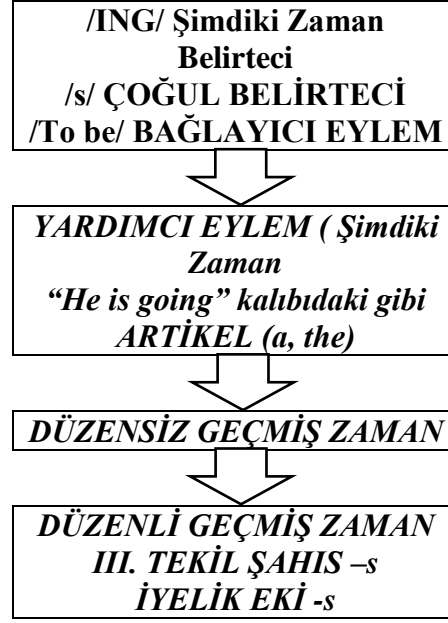 /ING/ Şimdiki Zaman
Belirteci
/s/ ÇOĞUL BELİRTECİ
/To be/ BAĞLAYICI EYLEM
YARDIMCI EYLEM ( Şimdiki
Zaman
“He is going” kalıbıdaki gibi
ARTİKEL (a, the)
DÜZENSİZ GEÇMİŞ ZAMAN
DÜZENLİ GEÇMİŞ ZAMAN
III. TEKİL ŞAHIS –s
İYELİK EKİ -s